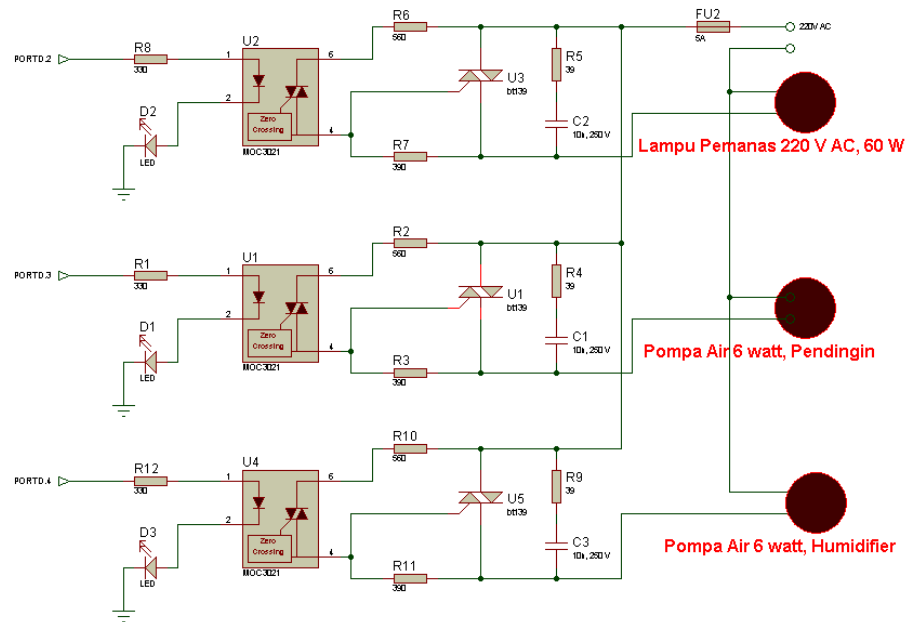 R6
560
FU2
5A
220V AC
PORTD.2
R8
330
1
U2
6
R5
39
U3
bt139
2
D2
LED
Zero
Crossing
4
MOC3021
C2
10n, 250 V
R7
390
Lampu Pemanas 220 V AC, 60 W
R2
560
PORTD.3
R1
330
1
U1
6
R4
39
U1
bt139
2
D1
LED
Zero
Crossing
4
MOC3021
C1
10n, 250 V
R3
390
Pompa Air 6 watt, Pendingin
R10
560
PORTD.4
R12
330
1
U4
6
R9
39
U5
bt139
2
D3
LED
Zero
Crossing
4
MOC3021
C3
10n, 250 V
R11
390
Pompa Air 6 watt, Humidifier